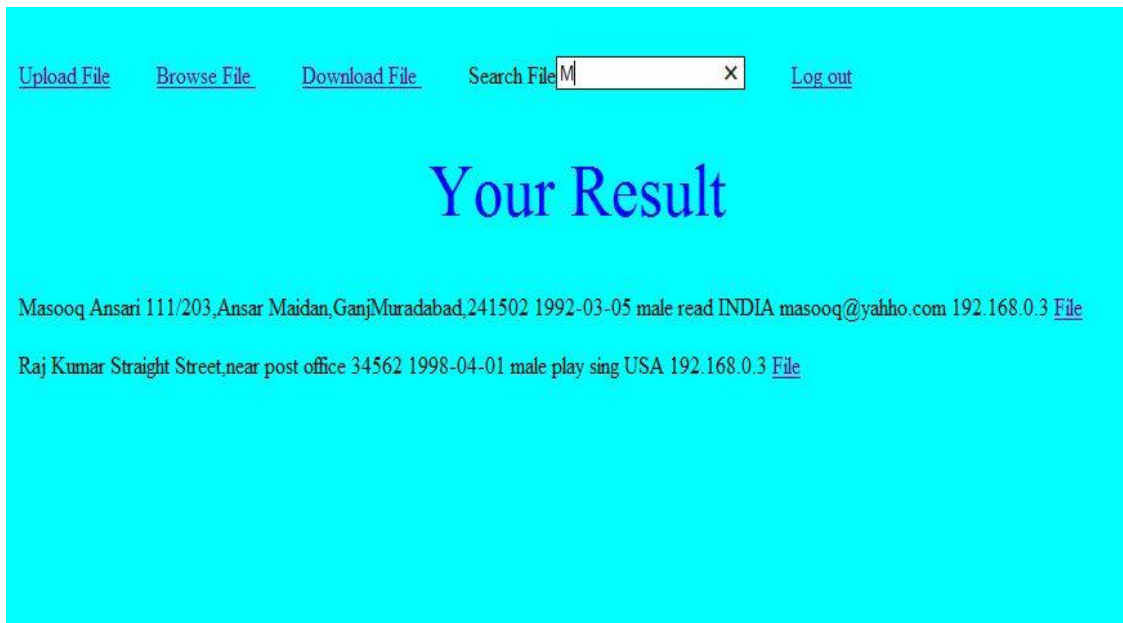 Upload File Browse File Download File Search File M × Log out
Your Result
Masooq Ansari 111/203,Ansar Maidan,GanjMuradabad,241502 1992-03-05 male read INDIA masooq@yahho.com 192.168.0.3 File
Raj Kumar Straight Street,near post office 34562 1998-04-01 male play sing USA 192.168.0.3 File